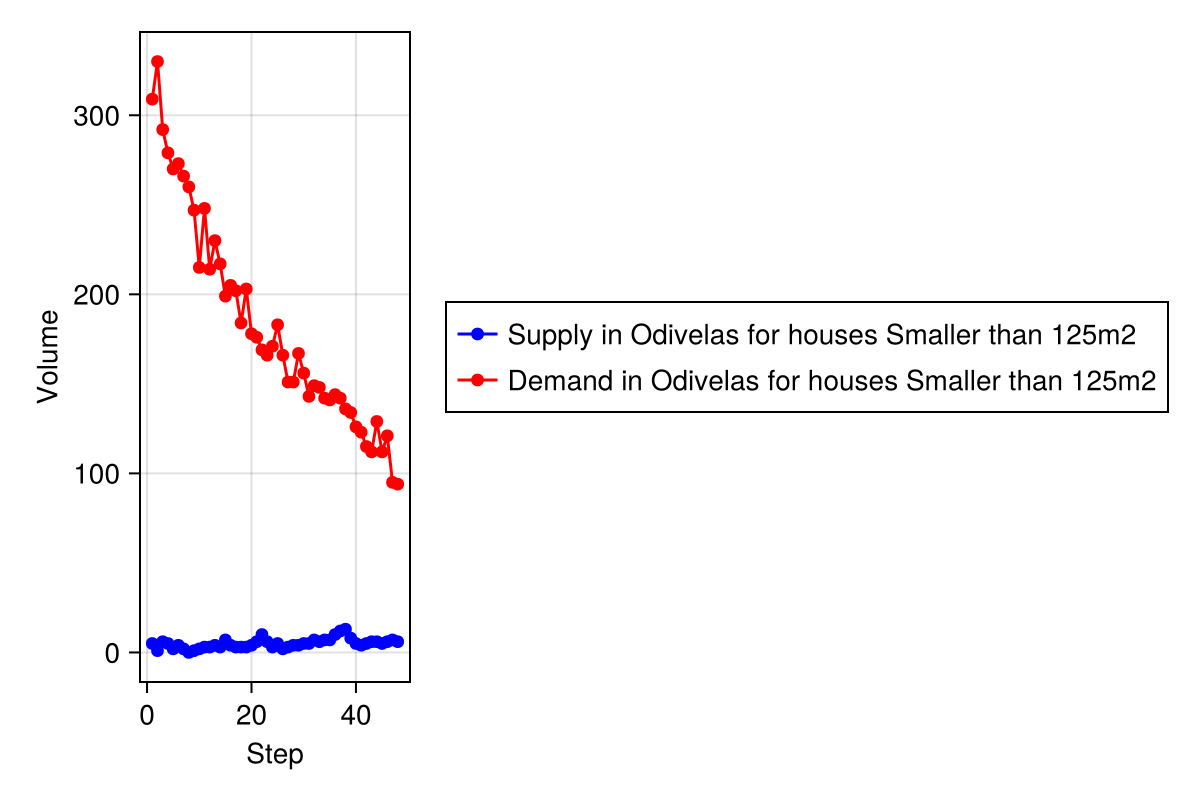 300
200
100
0
Volume
0 20 40
Step
Supply in Odivelas for houses Smaller than 125m2
Demand in Odivelas for houses Smaller than 125m2